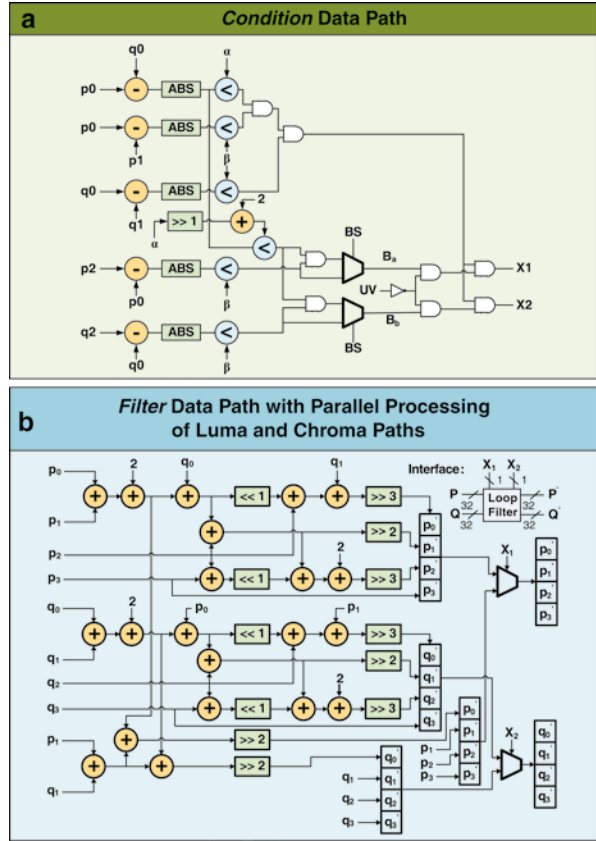 a
Condition Data Path
q0
α
p0
-
ABS
<
p0
-
ABS
<
p1
β
q0
-
ABS
<
q1
2
α
>> 1
+
<
BS
p2
-
ABS
<
Ba
X1
p0
β
UV
X2
q2
-
ABS
<
Bb
q0
β
BS
b
Filter Data Path with Parallel Processing
of Luma and Chroma Paths
p0
2
q0
q1
Interface:
X1
X2
1
1
P
32
Loop
Filter
P'
32
Q
32
Q'
32
+
+
+
<< 1
+
+
>> 3
p1
p0'
+
>> 2
p1'
p2
p2'
p3
+
<< 1
+
+
2
>> 3
p3'
X1
p0'
p1'
p2'
p3'
q0
2
p0
p1
+
+
+
<< 1
+
+
>> 3
q1
q0'
+
>> 2
q1'
q2
q2'
q3
+
<< 1
+
+
2
>> 3
q3'
p1
+
>> 2
p0'
p1
p1'
p2
p2'
p3
p3'
+
+
>> 2
q1
q0'
q1
q1'
q2
q2'
q3
q3'
X2
q0'
q1'
q2'
q3'